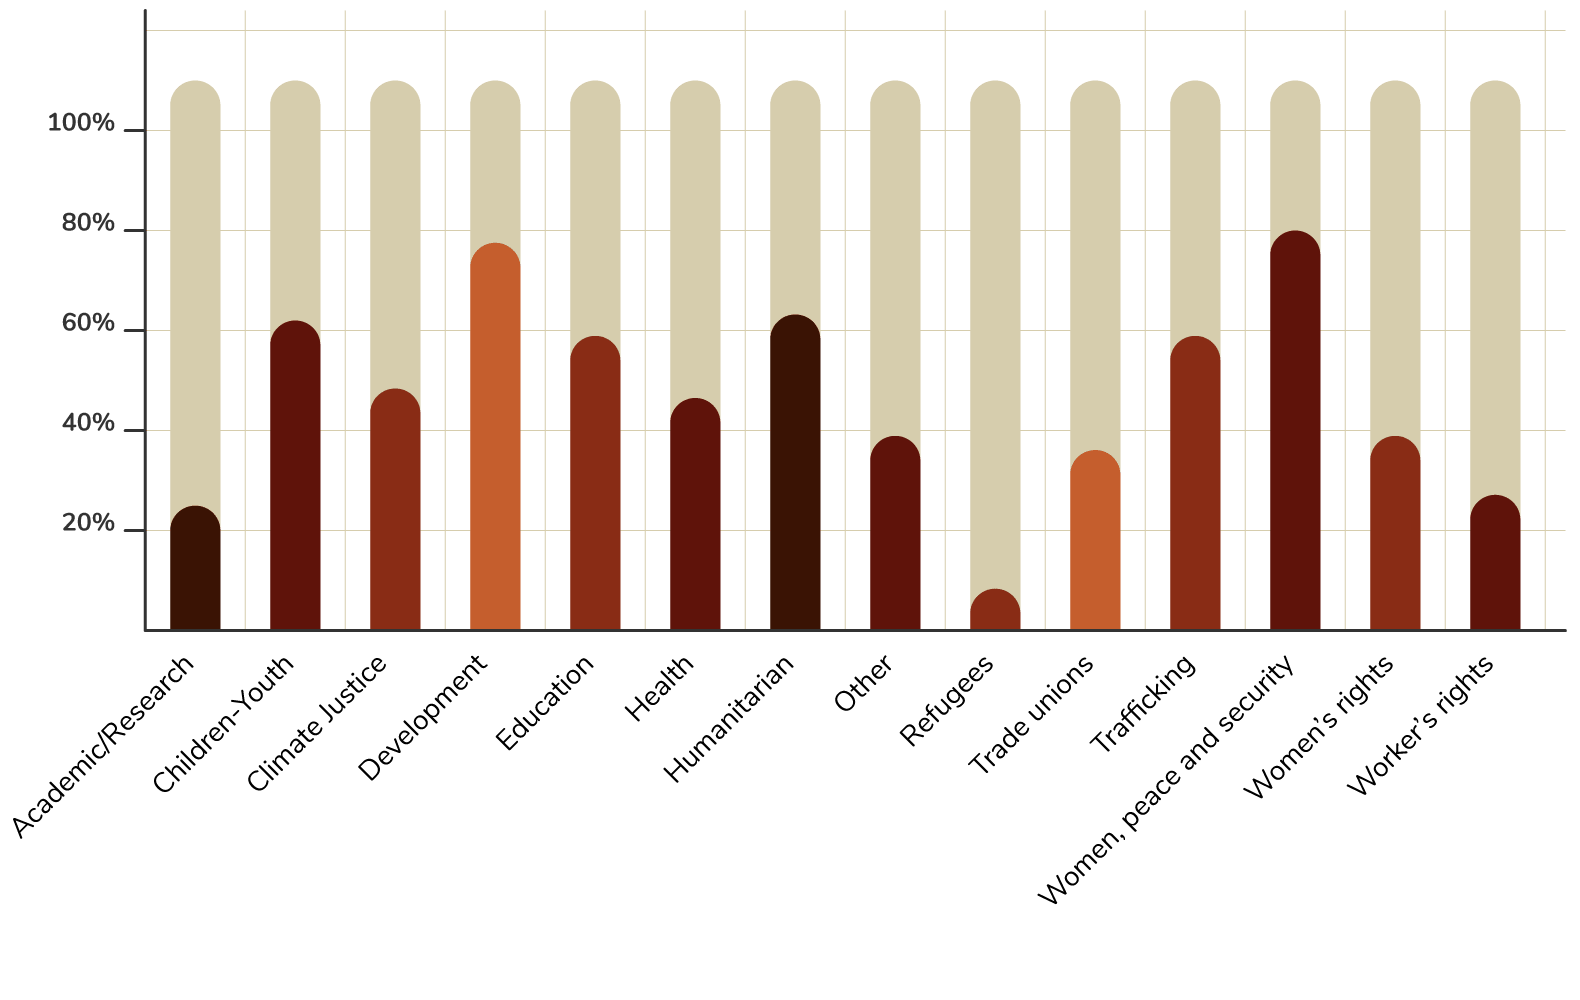 100%
80%
60%
40%
20%
Academic/Research
Children-Youth
Climate Justice
Development
Education
Health
Humanitarian
Other
Refugees
Trade unions
Trafficking
Women, peace and security
Women’s rights
Worker’s rights